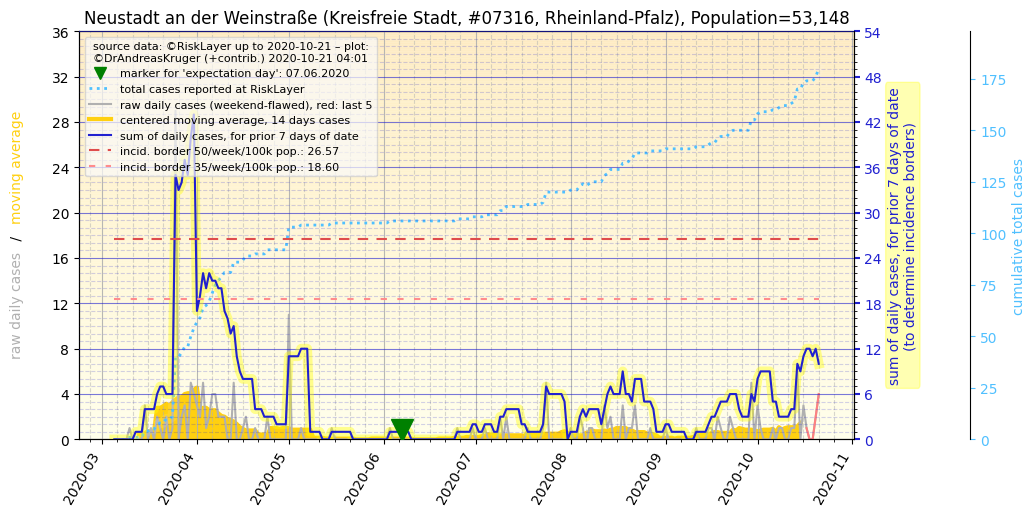 Neustadt an der Weinstraße (Kreisfreie Stadt, #07316, Rheinland-Pfalz), Population=53,148
source data: ©RiskLayer up to 2020-10-21 – plot:
©DrAndreasKruger (+contrib.) 2020-10-21 04:01
marker for 'expectation day': 07.06.2020
total cases reported at RiskLayer
raw daily cases (weekend-flawed), red: last 5
centered moving average, 14 days cases
sum of daily cases, for prior 7 days of date
incid. border 50/week/100k pop.: 26.57
incid. border 35/week/100k pop.: 18.60
raw daily cases / moving average
36
32
28
24
20
16
12
8
4
0
54
48
42
36
30
24
18
12
6
0
sum of daily cases, for prior 7 days of date
(to determine incidence borders)
175
150
125
100
75
50
25
0
cumulative total cases
2020-03
2020-04
2020-05
2020-06
2020-07
2020-08
2020-09
2020-10
2020-11